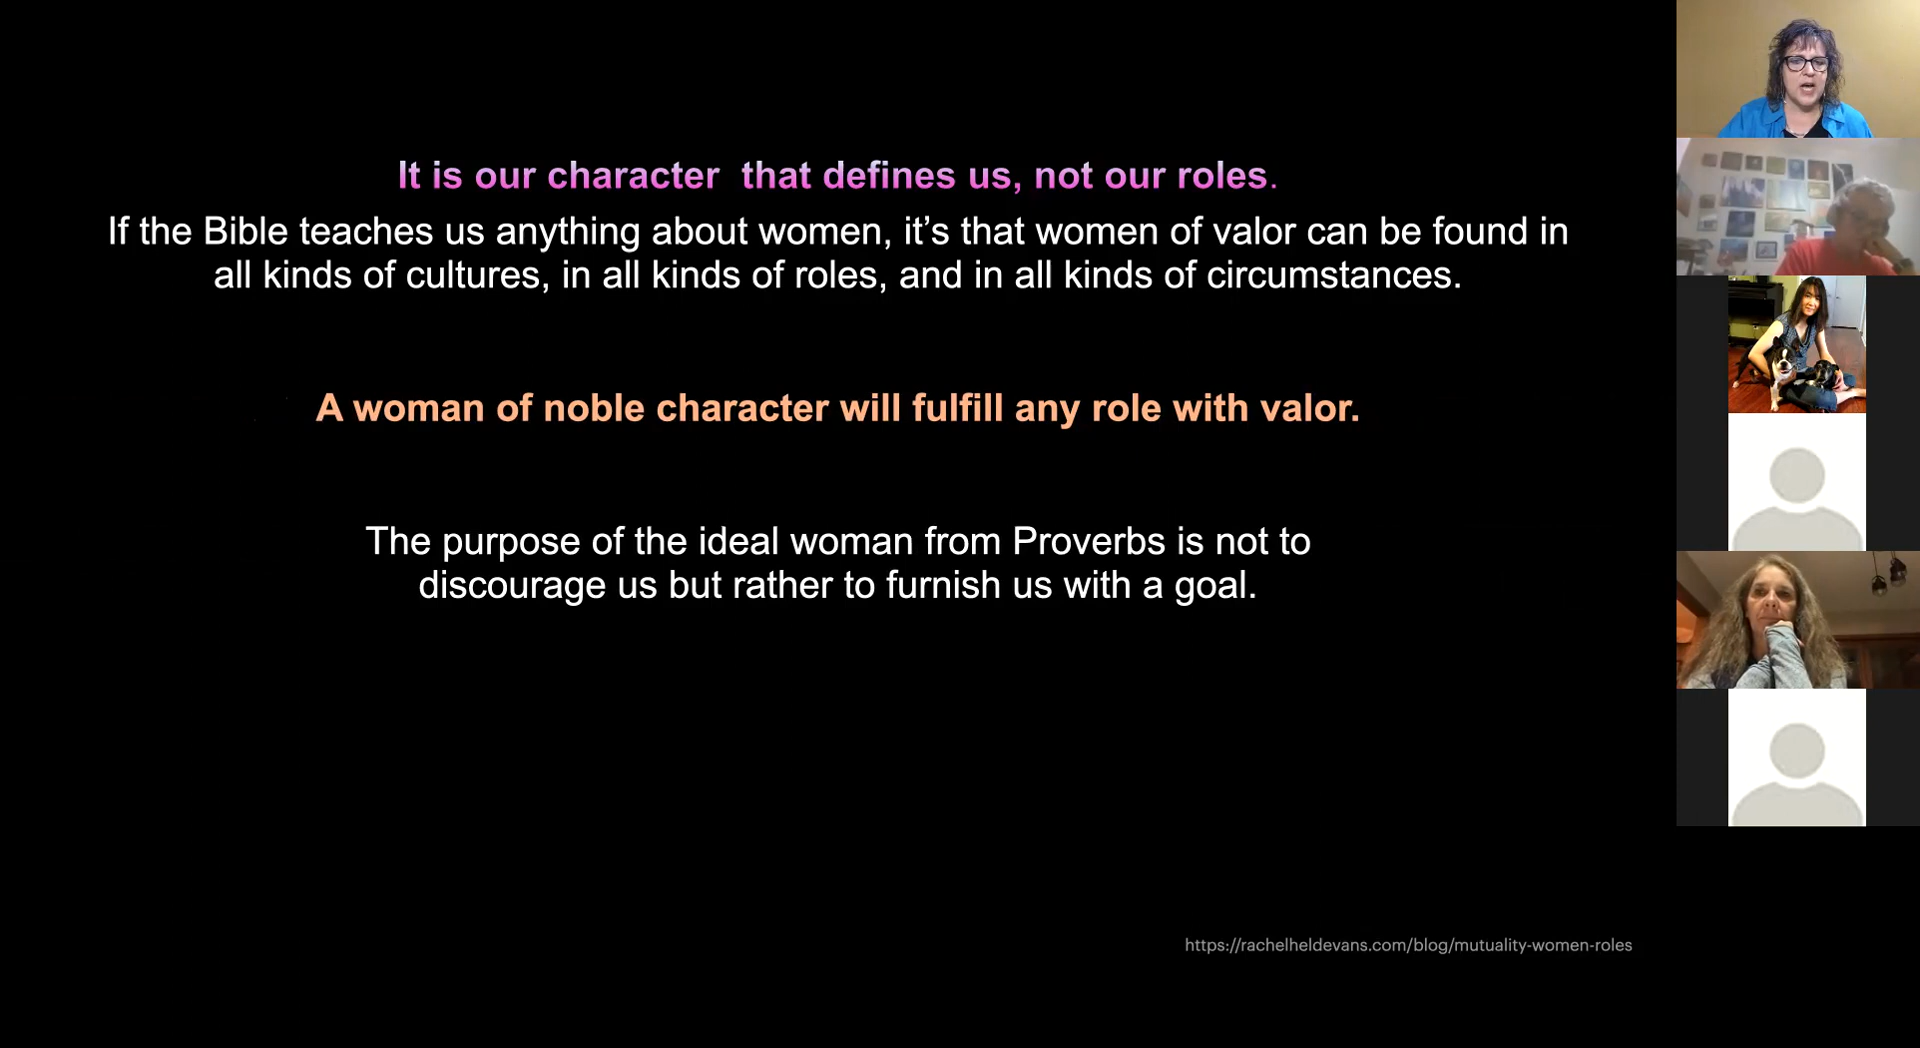 It is our character  that defines us, not our roles.
If the Bible teaches us anything about women, it’s that women of valor can be found in
all kinds of cultures, in all kinds of roles, and in all kinds of circumstances.
A woman of noble character will fulfill any role with valor.
The purpose of the ideal woman from Proverbs is not to
discourage us but rather to furnish us with a goal.
https://rachelheldevans.com/blog/mutuality-women-roles